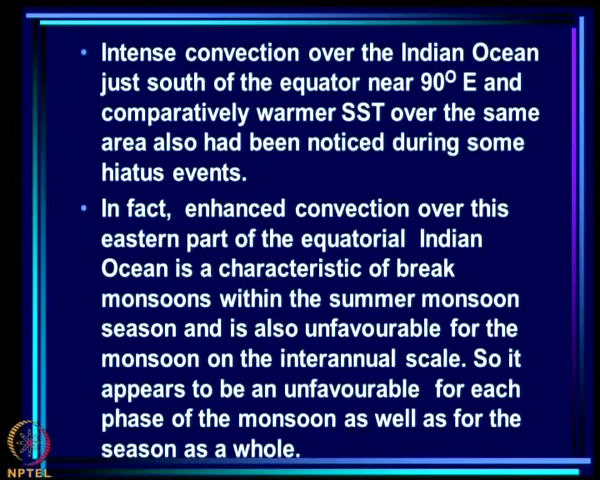 • Intense convection over the Indian Ocean
just south of the equator near 90⁰ E and
comparatively warmer SST over the same
area also had been noticed during some
hiatus events.
• In fact, enhanced convection over this
eastern part of the equatorial Indian
Ocean is a characteristic of break
monsoons within the summer monsoon
season and is also unfavourable for the
monsoon on the interannual scale. So it
appears to be an unfavourable for each
phase of the monsoon as well as for the
season as a whole.
NPTEL